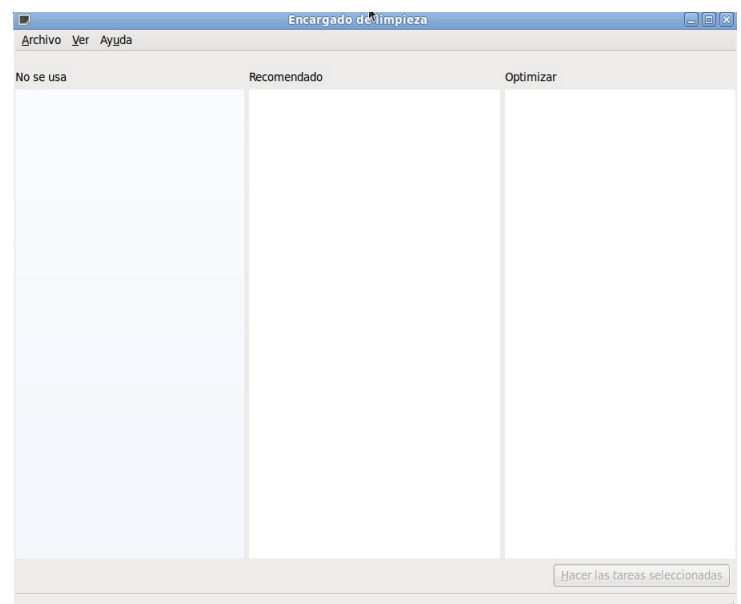 Encargado de limpieza
Archivo Ver Ayuda
No se usa Recomendado Optimizar
Hacer las tareas seleccionadas